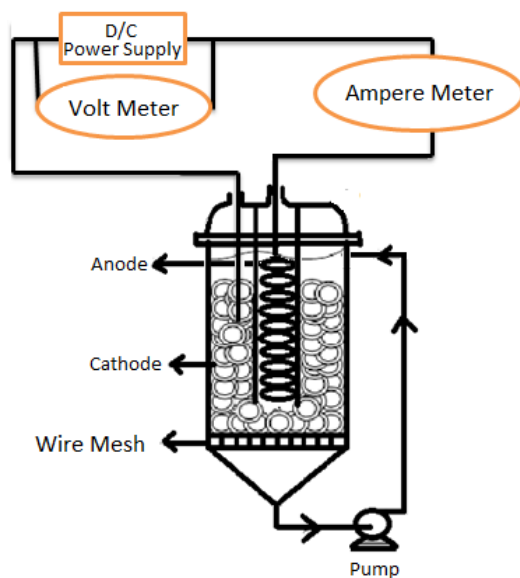 D/C
Power Supply
Volt Meter
Ampere Meter
Anode
Cathode
Wire Mesh
Pump